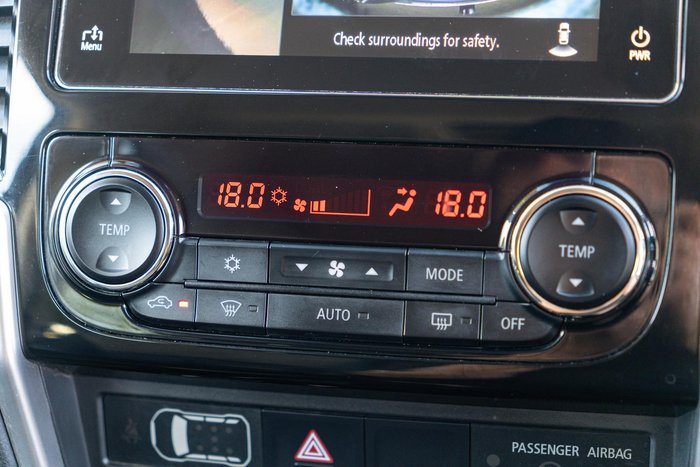 Menu
Check surroundings for safety.
PWR
18.0 18.0
TEMP
TEMP
MODE
AUTO
OFF
PASSENGER AIRBAG